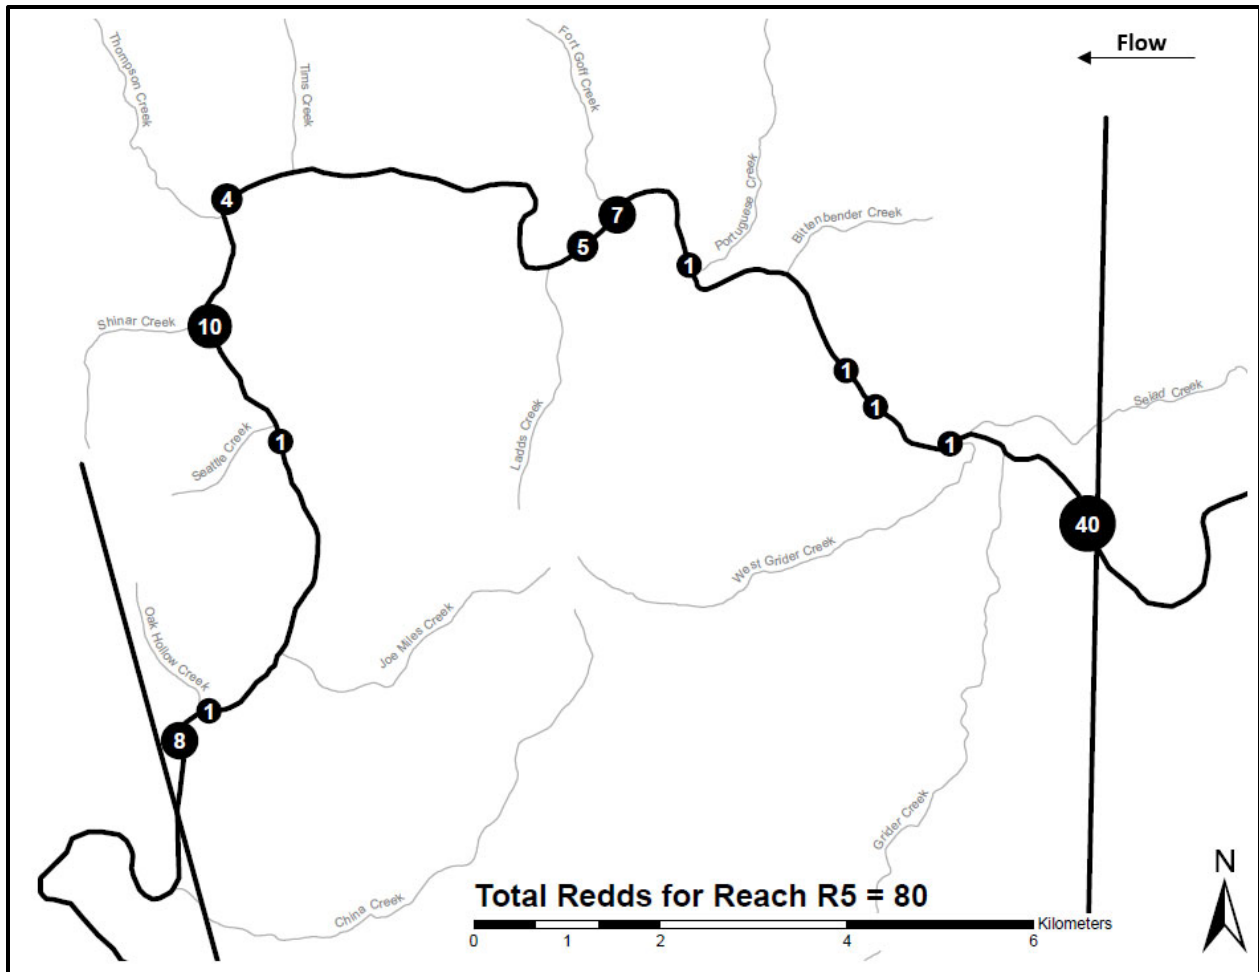 Flow
Thompson Creek
Tims Creek
Fort Goff Creek
Portuguese Creek
Bittenbender Creek
4
7
5
1
10
Shinar Creek
1
1
Seiad Creek
Seattle Creek
1
Ladds Creek
1
40
West Grider Creek
Oak Hollow Creek
Joe Miles Creek
1
8
Grider Creek
China Creek
N
Total Redds for Reach R5 = 80
Kilometers
0 1 2 4 6